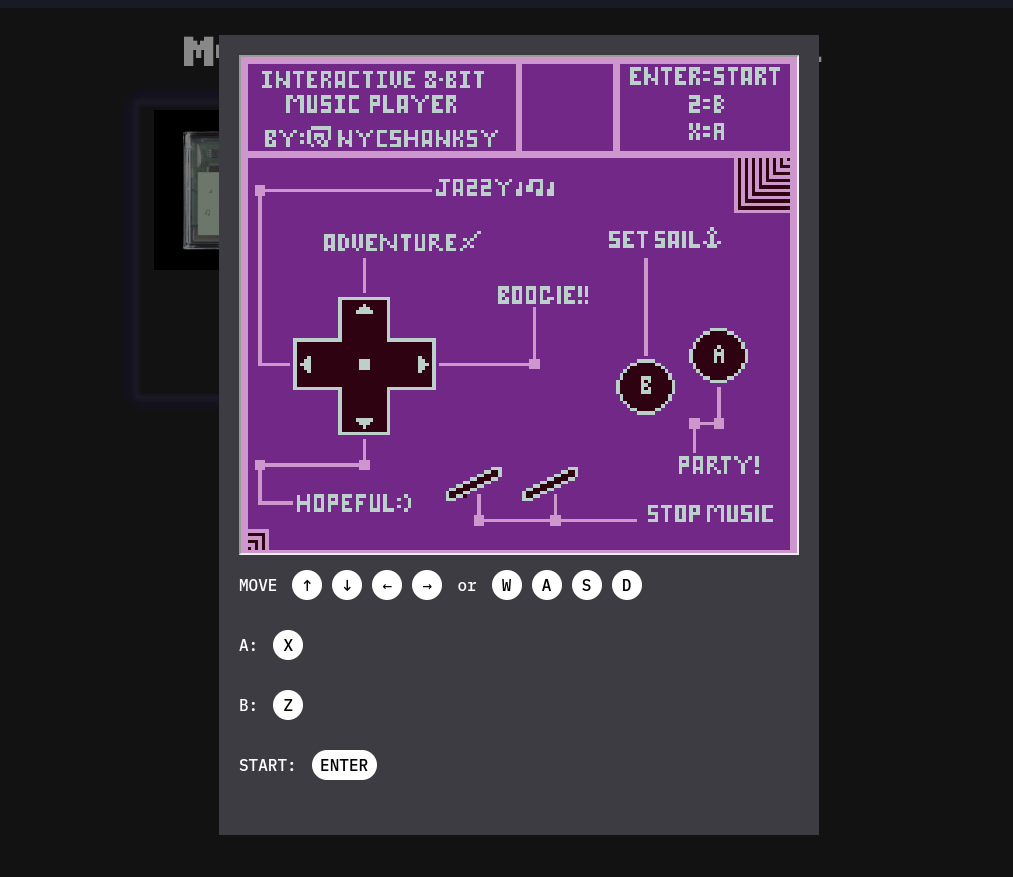 INTERACTIVE 8-BIT
MUSIC PLAYER
BY:@NYCSHANKSY
ENTER=START
Z=B
X=A
JAZZY
ADVENTURE
SET SAIL
BOOGIE!!
A
B
PARTY!
HOPEFUL:)
STOP MUSIC
MOVE ↑ ↓ ← → or W A S D
A: X
B: Z
START: ENTER